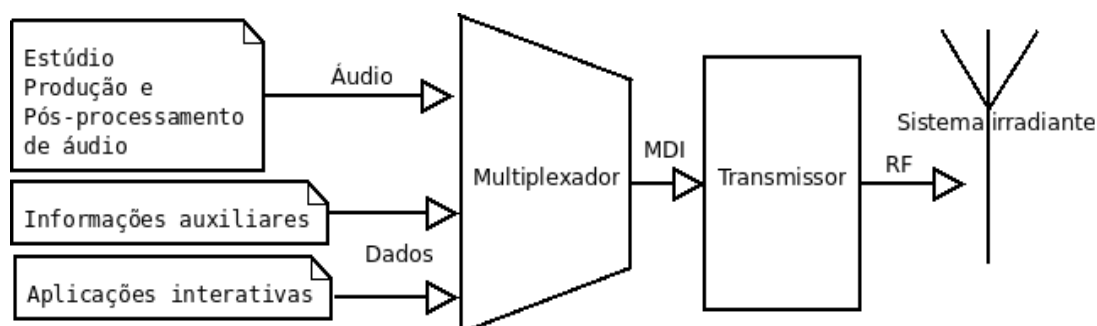 Estúdio
Produção e
Pós-processamento
de áudio
Áudio
Informações auxiliares
Dados
Aplicações interativas
Multiplexador
MDI
Transmissor
RF
Sistema irradiante